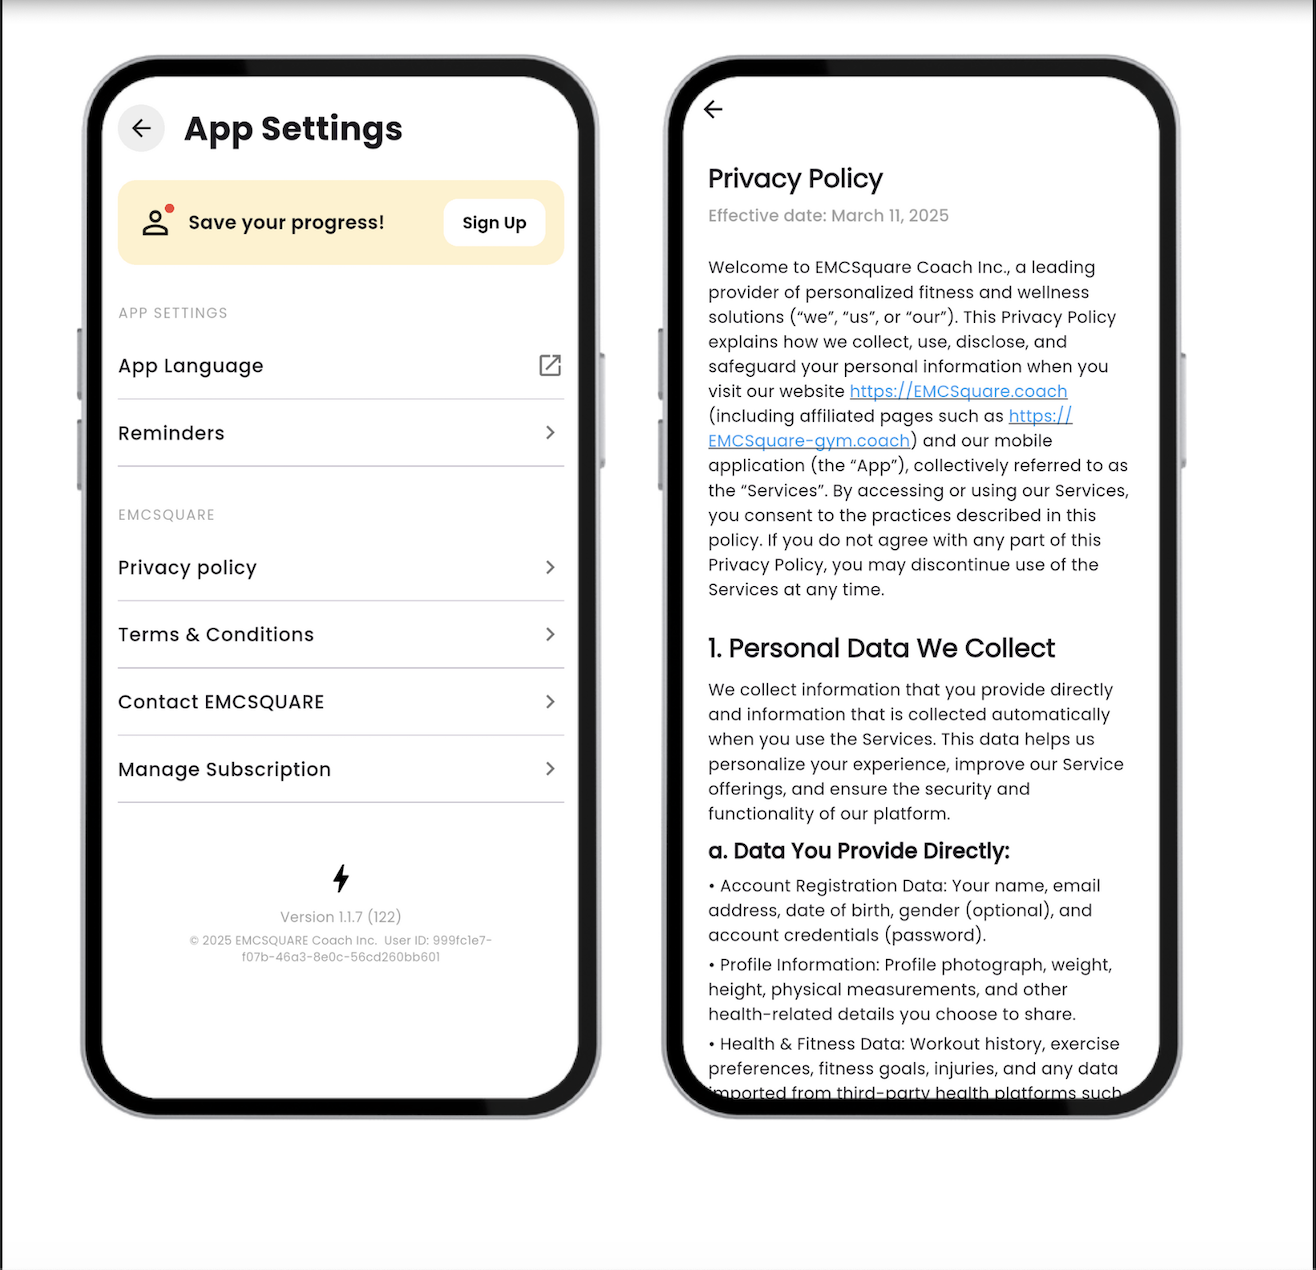 App Settings
Save your progress!
Sign Up
APP SETTINGS
App Language
Reminders
EMCSQUARE
Privacy policy
Terms & Conditions
Contact EMCSQUARE
Manage Subscription
Version 1.1.7 (122)
© 2025 EMCSQUARE Coach Inc. User ID: 999fc1e7-
f07b-46a3-8e0c-56cd260bb601
Privacy Policy
Effective date: March 11, 2025
Welcome to EMCSquare Coach Inc., a leading
provider of personalized fitness and wellness
solutions (“we”, “us”, or “our”). This Privacy Policy
explains how we collect, use, disclose, and
safeguard your personal information when you
visit our website https://EMCSquare.coach
(including affiliated pages such as https://
EMCSquare-gym.coach) and our mobile
application (the “App”), collectively referred to as
the “Services”. By accessing or using our Services,
you consent to the practices described in this
policy. If you do not agree with any part of this
Privacy Policy, you may discontinue use of the
Services at any time.
1. Personal Data We Collect
We collect information that you provide directly
and information that is collected automatically
when you use the Services. This data helps us
personalize your experience, improve our Service
offerings, and ensure the security and
functionality of our platform.
a. Data You Provide Directly:
• Account Registration Data: Your name, email
address, date of birth, gender (optional), and
account credentials (password).
• Profile Information: Profile photograph, weight,
height, physical measurements, and other
health-related details you choose to share.
• Health & Fitness Data: Workout history, exercise
preferences, fitness goals, injuries, and any data
imported from third-party health platforms such